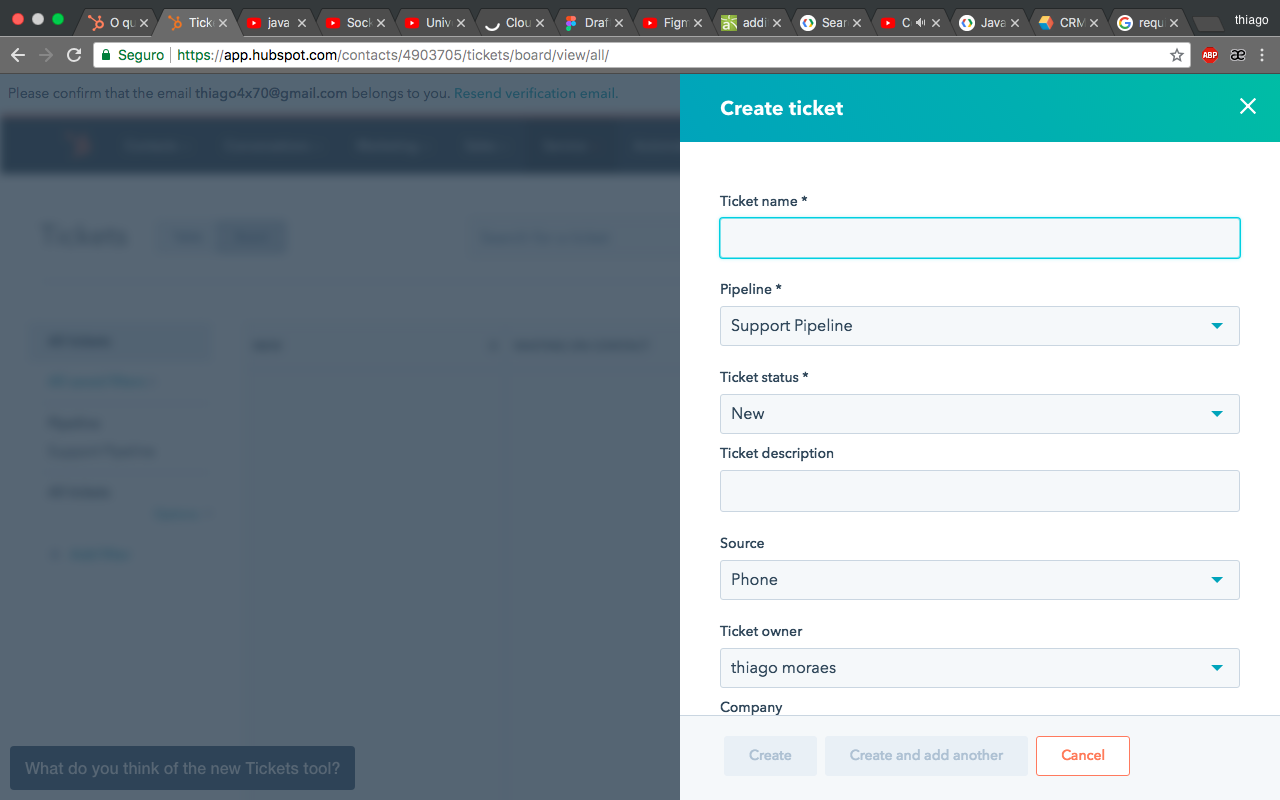 O qu
Tick
java
Sock
Univ
Clou
Draf
Figm
addi
Sear
C
Java
CRM
requ
thiago
Seguro https://app.hubspot.com/contacts/4903705/tickets/board/view/all/
ABP
æ
Please confirm that the email thiago4x70@gmail.com belongs to you. Resend verification email.
Create ticket
Ticket name *
Pipeline *
Support Pipeline
Ticket status *
New
Ticket description
Source
Phone
Ticket owner
thiago moraes
Company
Create
Create and add another
Cancel
Tickets
What do you think of the new Tickets tool?